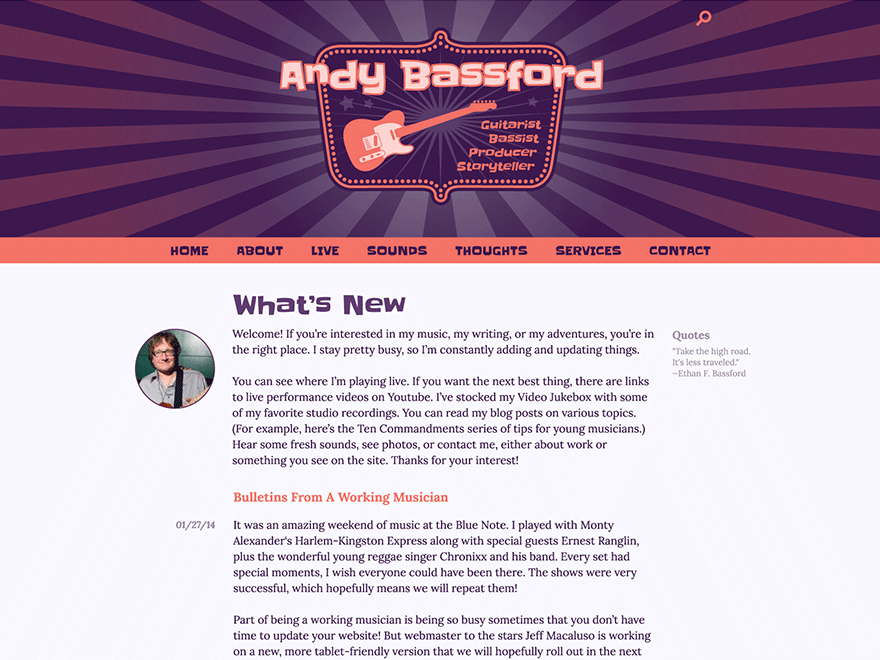 Andy Bassford
Guitarist
Bassist
Producer
Storyteller
HOME ABOUT LIVE SOUNDS THOUGHTS SERVICES CONTACT
What's New
Welcome! If you're interested in my music, my writing, or my adventures, you're in
the right place. I stay pretty busy, so I'm constantly adding and updating things.
You can see where I'm playing live. If you want the next best thing, there are links
to live performance videos on Youtube. I've stocked my Video Jukebox with some
of my favorite studio recordings. You can read my blog posts on various topics.
(For example, here's the Ten Commandments series of tips for young musicians.)
Hear some fresh sounds, see photos, or contact me, either about work or
something you see on the site. Thanks for your interest!
Quotes
"Take the high road.
It's less traveled."
~Ethan F. Bassford
Bulletins From A Working Musician
01/27/14
It was an amazing weekend of music at the Blue Note. I played with Monty
Alexander's Harlem-Kingston Express along with special guests Ernest Ranglin,
plus the wonderful young reggae singer Chronixx and his band. Every set had
special moments, I wish everyone could have been there. The shows were very
successful, which hopefully means we will repeat them!
Part of being a working musician is being so busy sometimes that you don't have
time to update your website! But webmaster to the stars Jeff Macaluso is working
on a new, more tablet-friendly version that we will hopefully roll out in the next